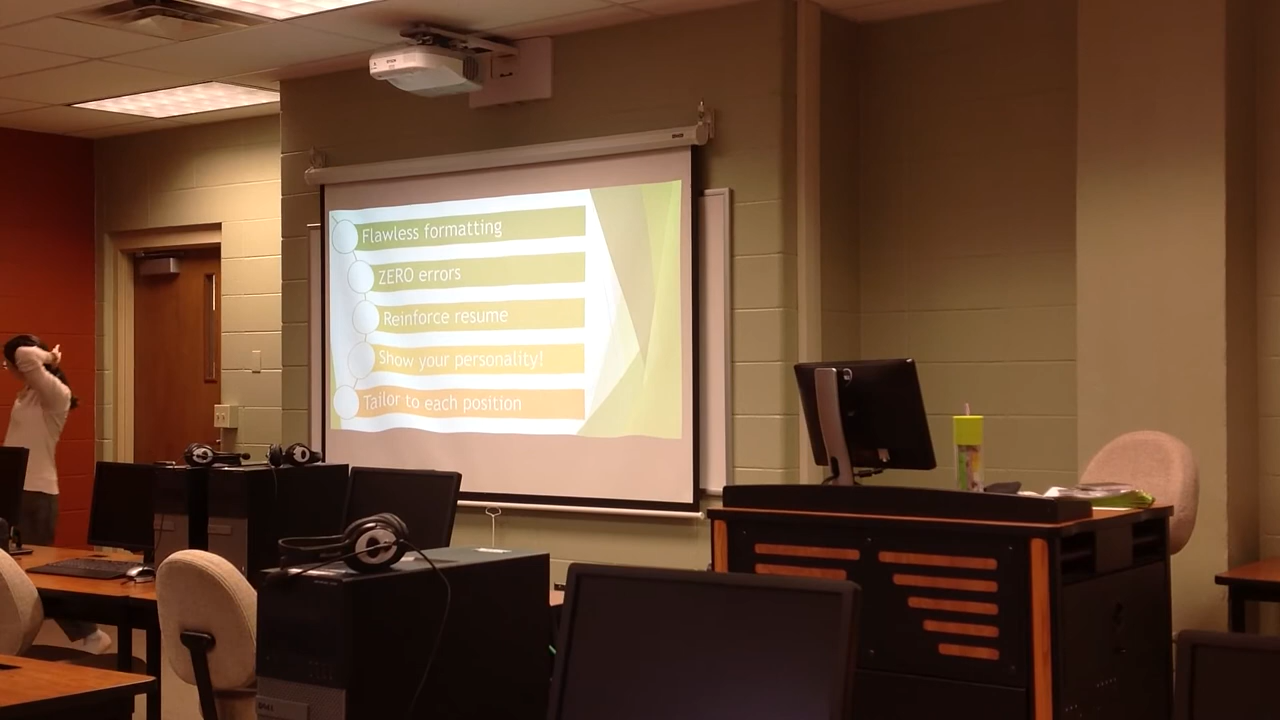 Flawless formatting
ZERO errors
Reinforce resume
Show your personality!
Tailor to each position